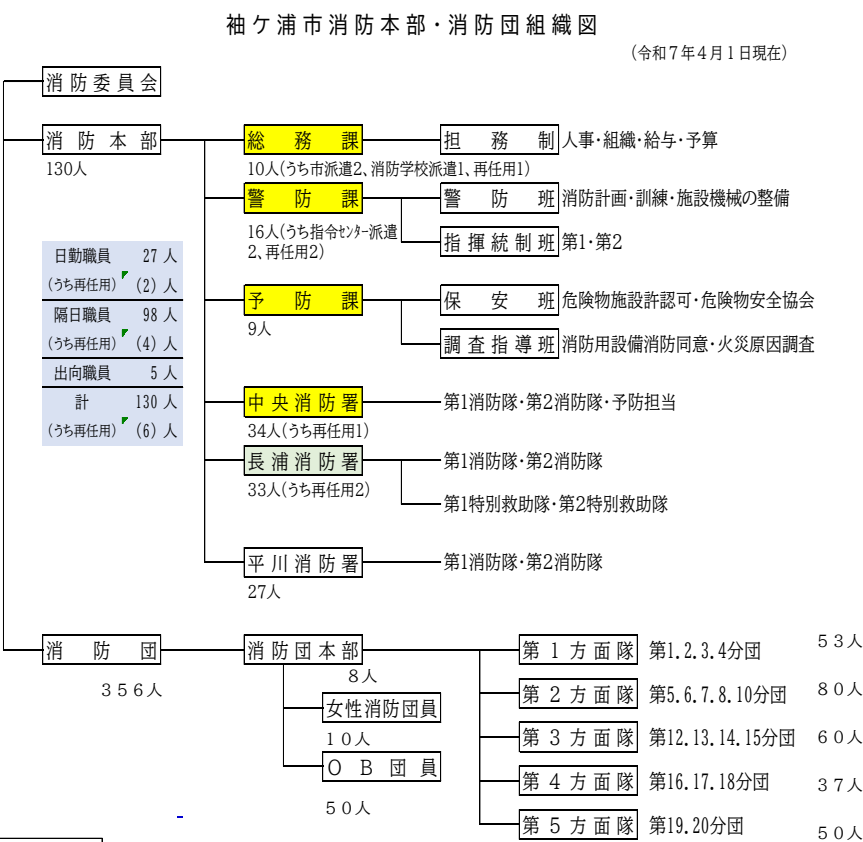 袖ケ浦市消防本部・消防団組織図
(令和7年4月1日現在)
消防委員会
消防本部
130人
総務課
担務制 人事・組織・給与・予算
10人(うち市派遣2、消防学校派遣1、再任用1)
警防課
警防班 消防計画・訓練・施設機械の整備
16人(うち指令センター派遣
2、再任用2)
指揮統制班 第1・第2
日勤職員 27 人
(うち再任用) (2) 人
隔日職員 98 人
(うち再任用) (4) 人
出向職員 5 人
計 130 人
(うち再任用) (6) 人
予防課
保安班 危険物施設許認可・危険物安全協会
9人
調査指導班 消防用設備消防同意・火災原因調査
中央消防署
第1消防隊・第2消防隊・予防担当
34人(うち再任用1)
長浦消防署
第1消防隊・第2消防隊
33人(うち再任用2)
第1特別救助隊・第2特別救助隊
平川消防署
第1消防隊・第2消防隊
27人
消防団
356人
消防団本部
8人
女性消防団員
10人
OB団員
50人
第1方面隊 第1.2.3.4分団 53人
第2方面隊 第5.6.7.8.10分団 80人
第3方面隊 第12.13.14.15分団 60人
第4方面隊 第16.17.18分団 37人
第5方面隊 第19.20分団 50人